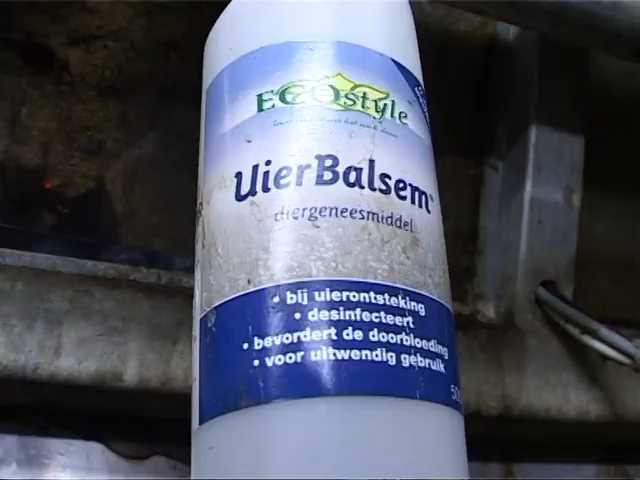 ECOstyle
UierBalsem
diergeneesmiddel
• bij uierontsteking
• desinfecteert
• bevordert de doorbloeding
• voor uitwendig gebruik